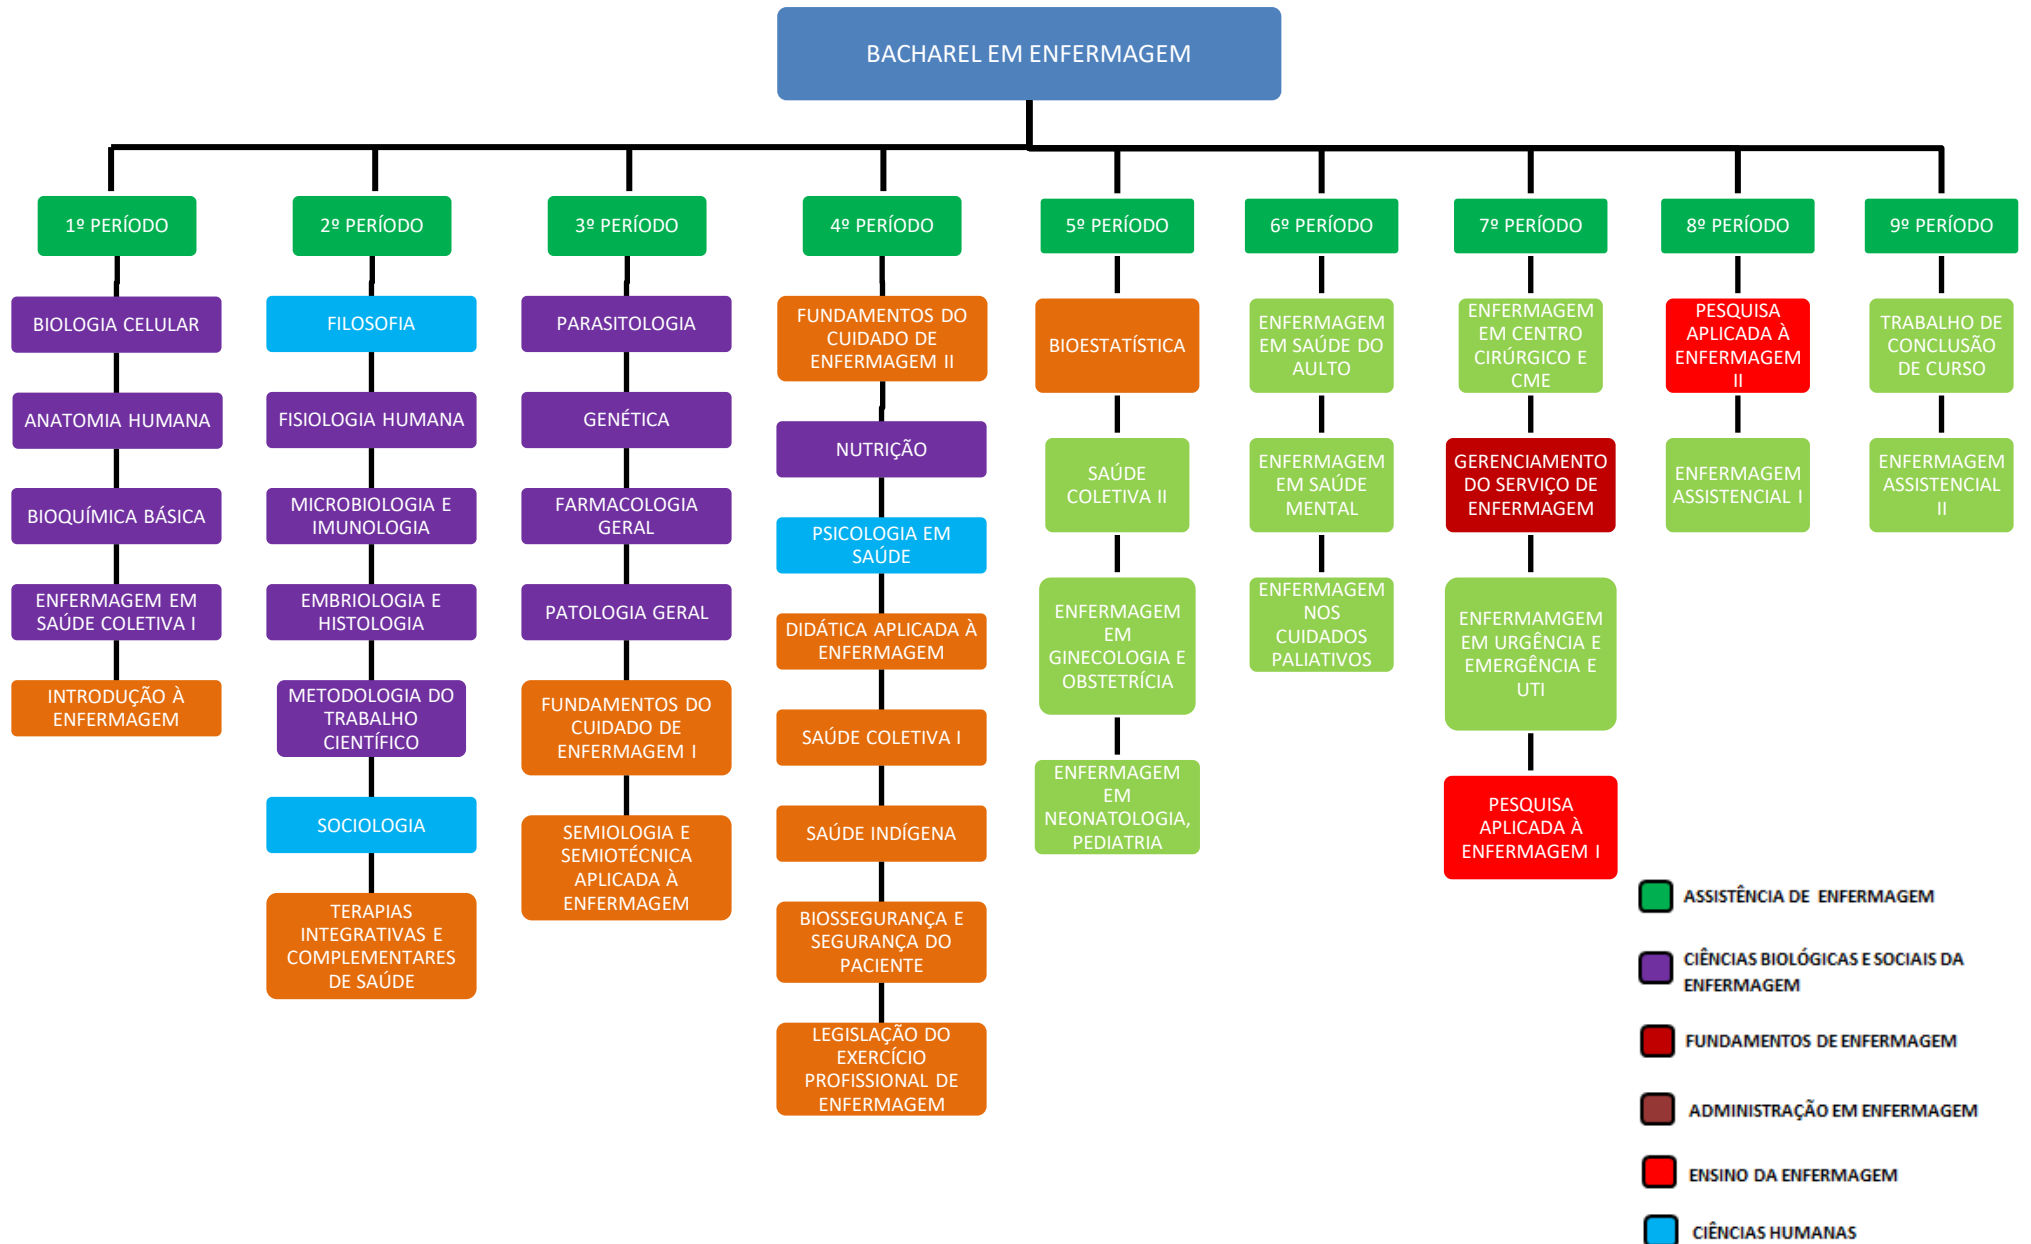 BACHAREL EM ENFERMAGEM
1º PERÍODO
BIOLOGIA CELULAR
ANATOMIA HUMANA
BIOQUÍMICA BÁSICA
ENFERMAGEM EM
SAÚDE COLETIVA I
INTRODUÇÃO À
ENFERMAGEM
2º PERÍODO
FILOSOFIA
FISIOLOGIA HUMANA
MICROBIOLOGIA E
IMUNOLOGIA
EMBRIOLOGIA E
HISTOLOGIA
METODOLOGIA DO
TRABALHO
CIENTÍFICO
SOCIOLOGIA
TERAPIAS
INTEGRATIVAS E
COMPLEMENTARES
DE SAÚDE
3º PERÍODO
PARASITOLOGIA
GENÉTICA
FARMACOLOGIA
GERAL
PATOLOGIA GERAL
FUNDAMENTOS DO
CUIDADO DE
ENFERMAGEM I
SEMIOLOGIA E
SEMIOTÉCNICA
APLICADA À
ENFERMAGEM
4º PERÍODO
FUNDAMENTOS DO
CUIDADO DE
ENFERMAGEM II
NUTRIÇÃO
PSICOLOGIA EM
SAÚDE
DIDÁTICA APLICADA À
ENFERMAGEM
SAÚDE COLETIVA I
SAÚDE INDÍGENA
BIOSSEGURANÇA E
SEGURANÇA DO
PACIENTE
LEGISLAÇÃO DO
EXERCÍCIO
PROFISSIONAL DE
ENFERMAGEM
5º PERÍODO
BIOESTATÍSTICA
SAÚDE
COLETIVA II
ENFERMAGEM
EM
GINECOLOGIA E
OBSTETRÍCIA
ENFERMAGEM
EM
NEONATOLOGIA,
PEDIATRIA
6º PERÍODO
ENFERMAGEM
EM SAÚDE DO
AULTO
ENFERMAGEM
EM SAÚDE
MENTAL
ENFERMAGEM
NOS
CUIDADOS
PALIATIVOS
7º PERÍODO
ENFERMAGEM
EM CENTRO
CIRÚRGICO E
CME
GERENCIAMENTO
DO SERVIÇO DE
ENFERMAGEM
ENFERMAMGEM
EM URGÊNCIA E
EMERGÊNCIA E
UTI
PESQUISA
APLICADA À
ENFERMAGEM I
8º PERÍODO
PESQUISA
APLICADA À
ENFERMAGEM
II
ENFERMAGEM
ASSISTENCIAL I
9º PERÍODO
TRABALHO DE
CONCLUSÃO
DE CURSO
ENFERMAGEM
ASSISTENCIAL
II
ASSISTÊNCIA DE ENFERMAGEM
CIÊNCIAS BIOLÓGICAS E SOCIAIS DA
ENFERMAGEM
FUNDAMENTOS DE ENFERMAGEM
ADMINISTRAÇÃO EM ENFERMAGEM
ENSINO DA ENFERMAGEM
CIÊNCIAS HUMANAS